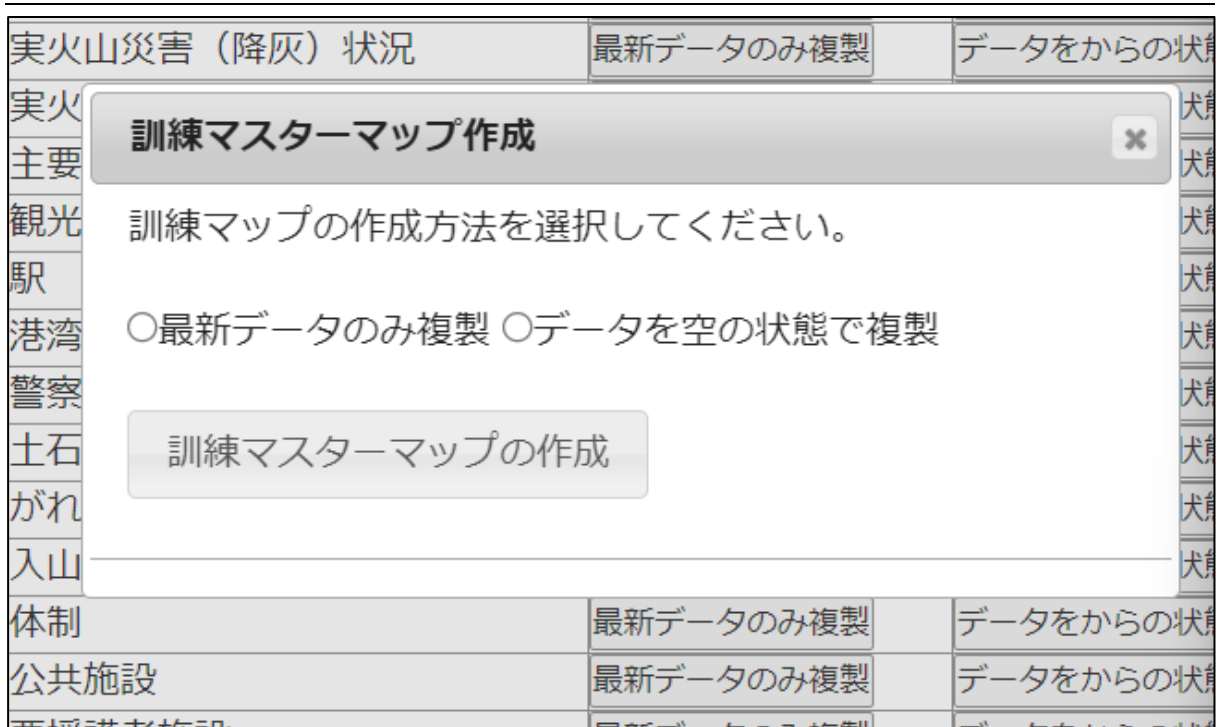 実火山災害（降灰）状況 最新データのみ複製 データをからの状
実火
訓練マスターマップ作成
主要
観光
訓練マップの作成方法を選択してください。
駅
港湾
○最新データのみ複製 ○データを空の状態で複製
警察
土石
訓練マスターマップの作成
がれ
入山
体制 最新データのみ複製 データをからの状
公共施設 最新データのみ複製 データをからの状